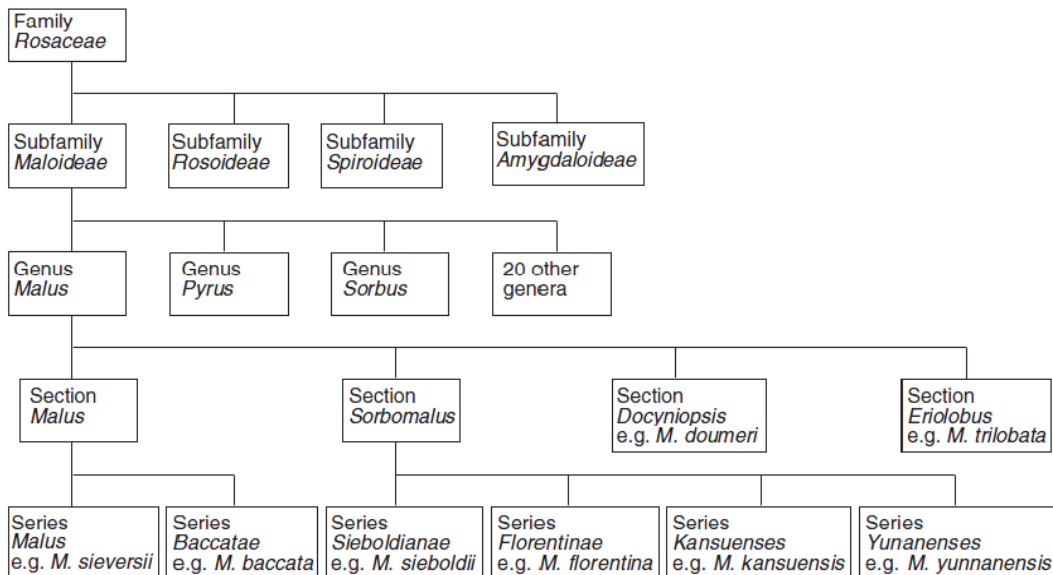 Family
Rosaceae
Subfamily
Maloideae
Subfamily
Rosoideae
Subfamily
Spiroideae
Subfamily
Amygdaloideae
Genus
Malus
Genus
Pyrus
Genus
Sorbus
20 other
genera
Section
Malus
Section
Sorbomalus
Section
Docyniopsis
e.g. M. doumeri
Section
Eriolobus
e.g. M. trilobata
Series
Malus
e.g. M. sieversii
Series
Baccatae
e.g. M. baccata
Series
Sieboldianae
e.g. M. sieboldii
Series
Florentinae
e.g. M. florentina
Series
Kansuenses
e.g. M. kansuensis
Series
Yunanenses
e.g. M. yunnanensis